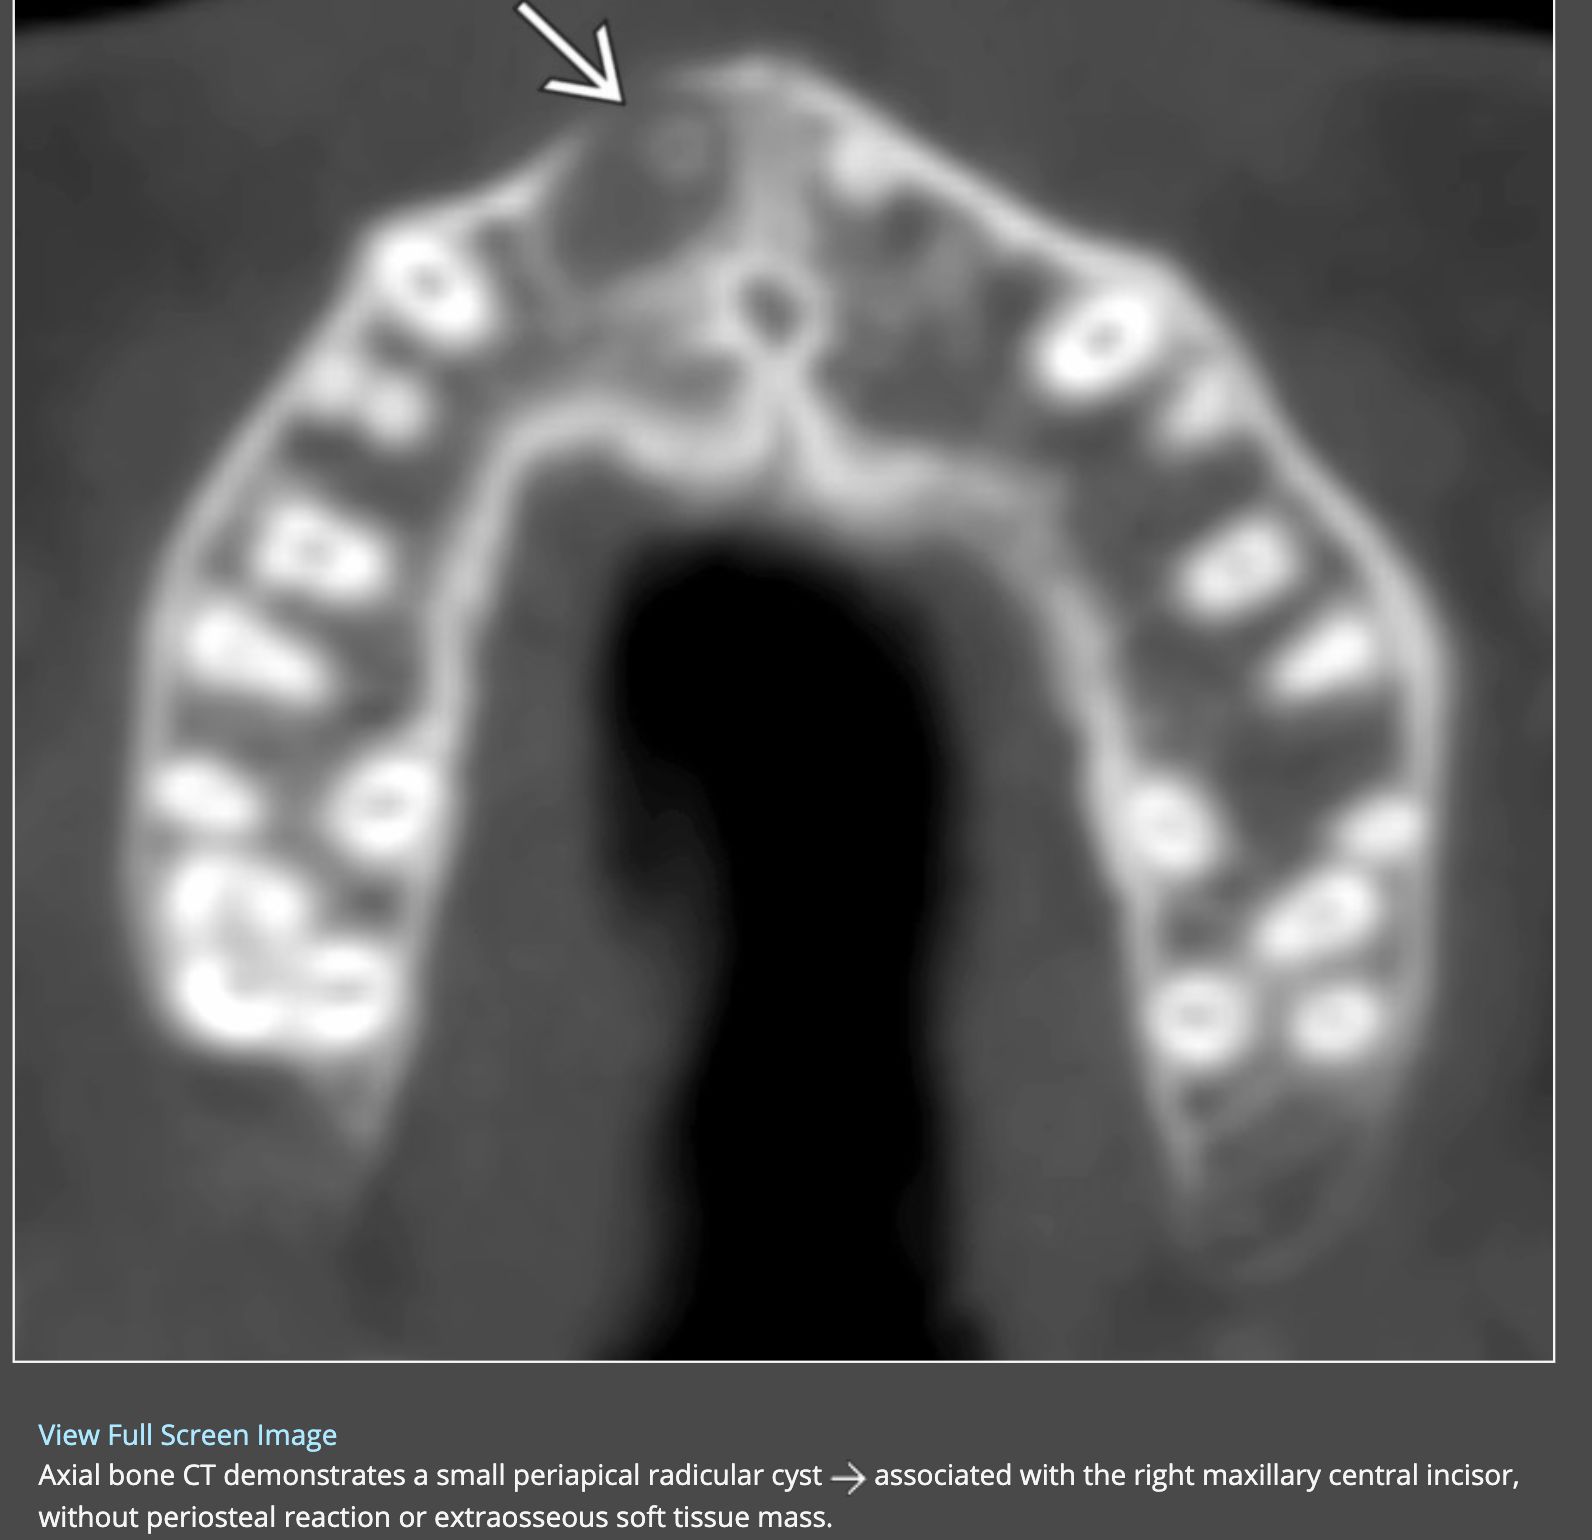 View Full Screen Image
Axial bone CT demonstrates a small periapical radicular cyst → associated with the right maxillary central incisor,
without periosteal reaction or extraosseous soft tissue mass.